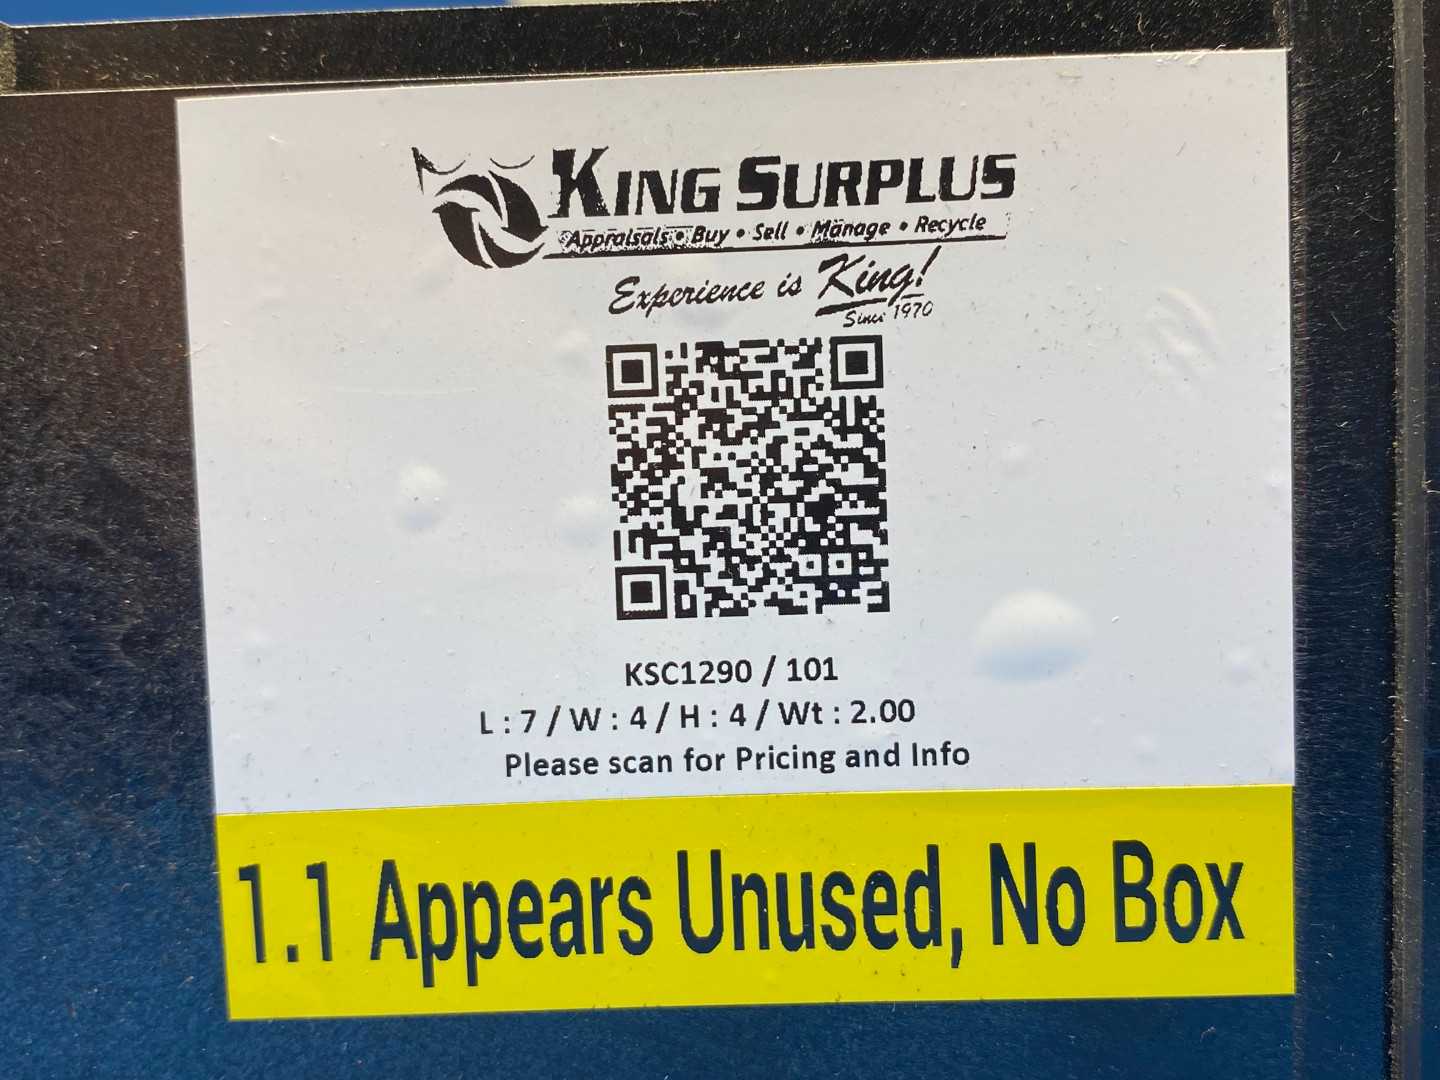 KING SURPLUS
Appraisals • Buy • Sell • Manage • Recycle
Experience is King!
Since 1970
KSC1290 / 101
L : 7 / W : 4 / H : 4 / Wt : 2.00
Please scan for Pricing and Info
1.1 Appears Unused, No Box